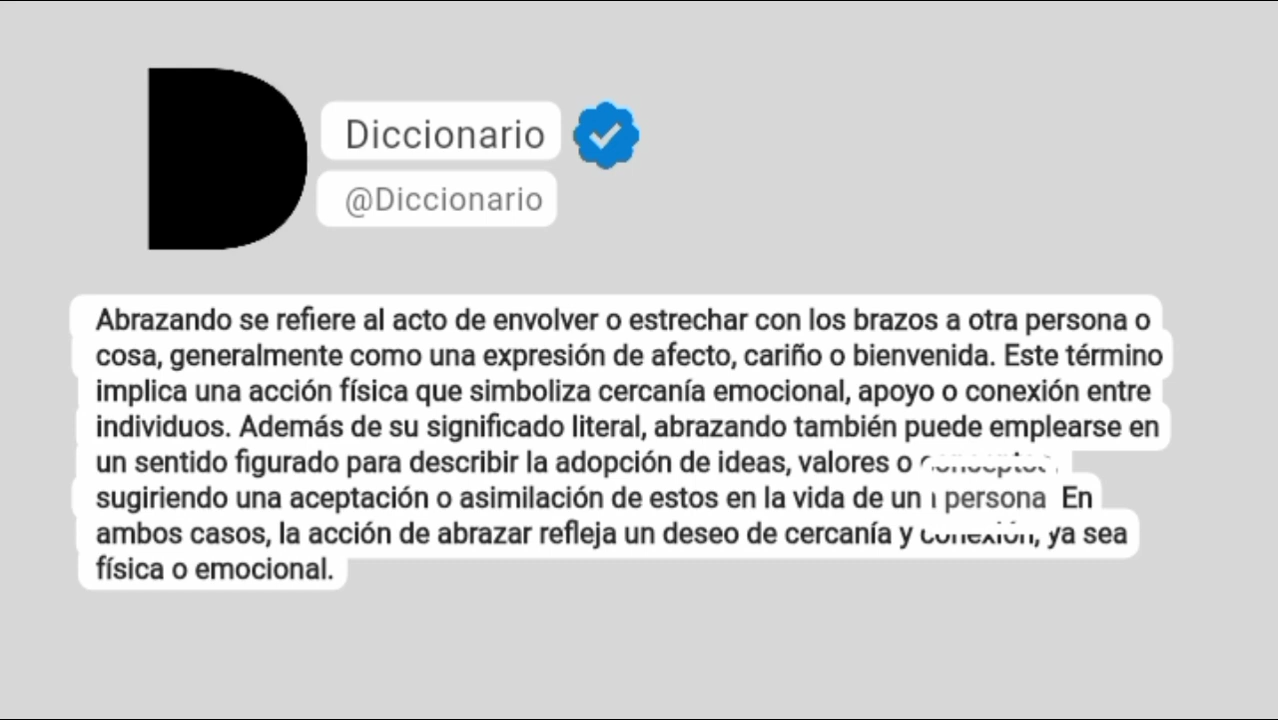 Diccionario
@Diccionario
Abrazando se refiere al acto de envolver o estrechar con los brazos a otra persona o
cosa, generalmente como una expresión de afecto, cariño o bienvenida. Este término
implica una acción física que simboliza cercanía emocional, apoyo o conexión entre
individuos. Además de su significado literal, abrazando también puede emplearse en
un sentido figurado para describir la adopción de ideas, valores o conceptos,
sugiriendo una aceptación o asimilación de estos en la vida de un persona En
ambos casos, la acción de abrazar refleja un deseo de cercanía y conexión, ya sea
física o emocional.